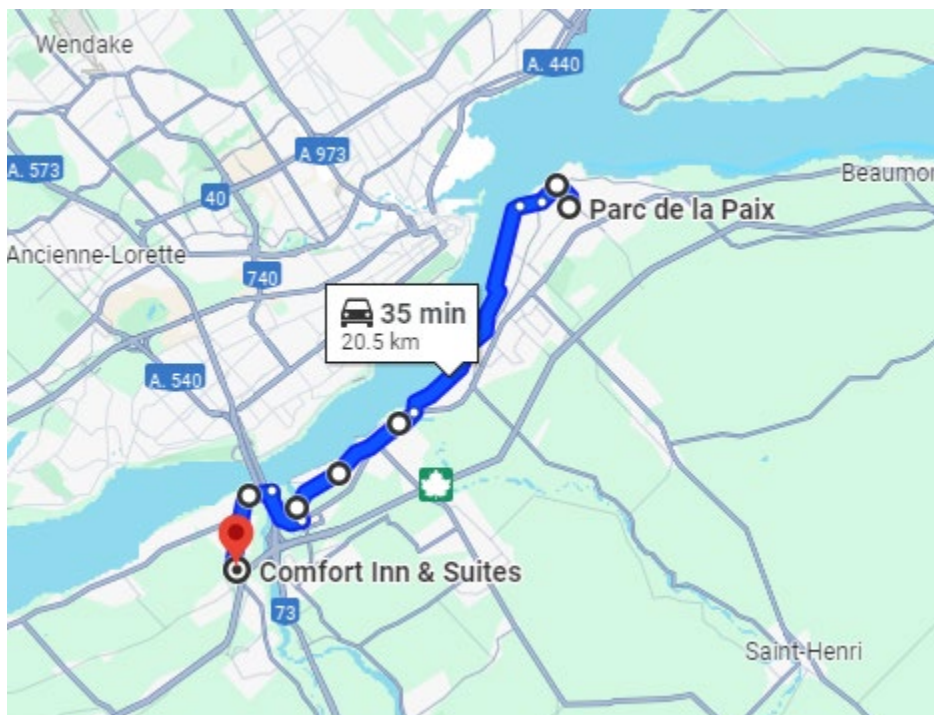 Wendake
A. 440
A 973
A. 573
40
Beaumon
Parc de la Paix
Ancienne-Lorette
740
35 min
20.5 km
A. 540
Comfort Inn & Suites
73
Saint-Henri